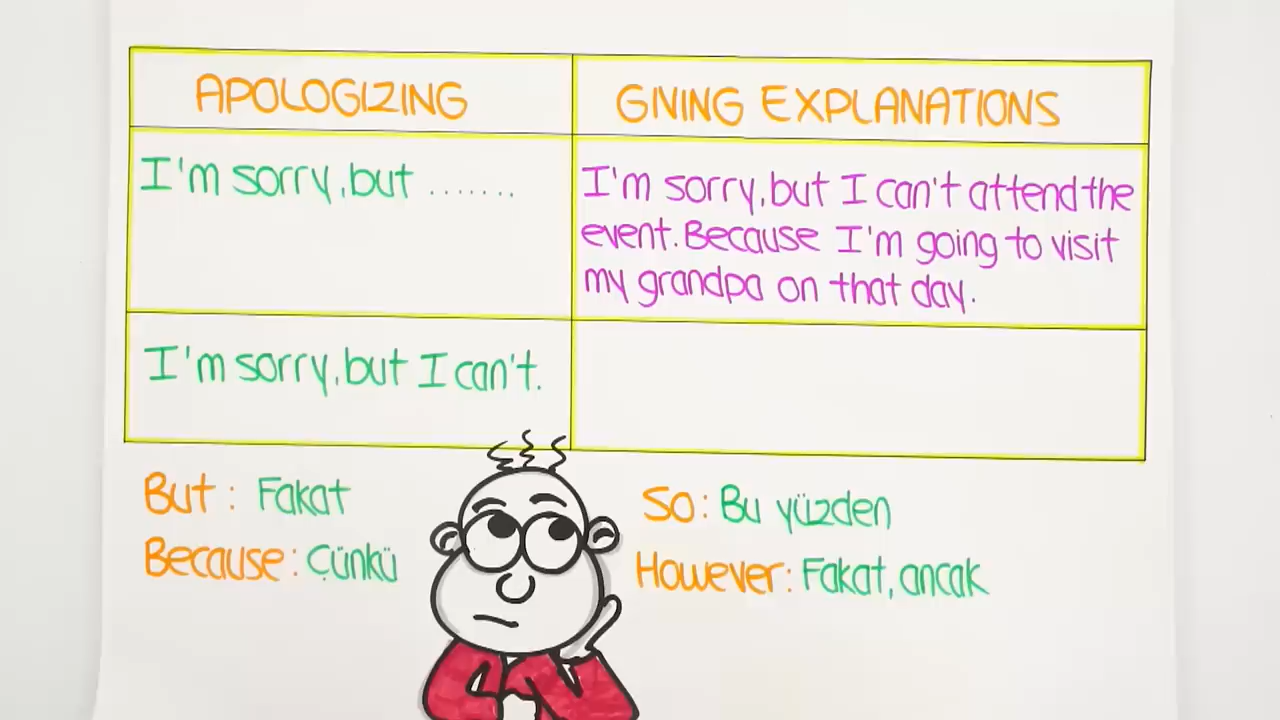 APOLOGIZING
GIVING EXPLANATIONS
I'm sorry, but .......
I'm sorry, but I can't attend the
event. Because I'm going to visit
my grandpa on that day.
I'm sorry, but I can't.
But: Fakat
Because: Çünkü
So: Bu yüzden
However: Fakat, ancak